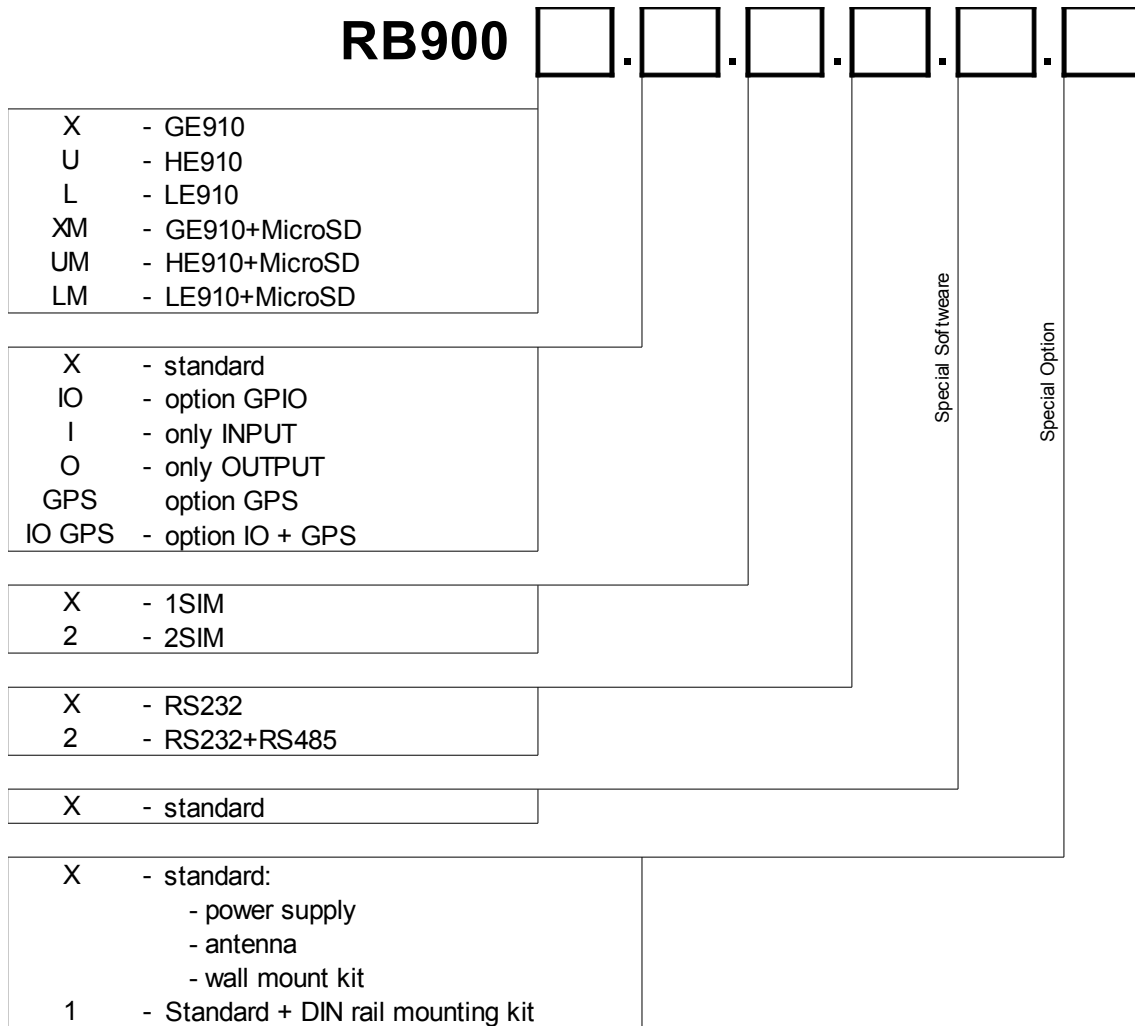 RB900 . . . . .
X - GE910
U - HE910
L - LE910
XM - GE910+MicroSD
UM - HE910+MicroSD
LM - LE910+MicroSD
Special Softweare
Special Option
X - standard
IO - option GPIO
I - only INPUT
O - only OUTPUT
GPS option GPS
IO GPS - option IO + GPS
X - 1SIM
2 - 2SIM
X - RS232
2 - RS232+RS485
X - standard
X - standard:
- power supply
- antenna
- wall mount kit
1 - Standard + DIN rail mounting kit